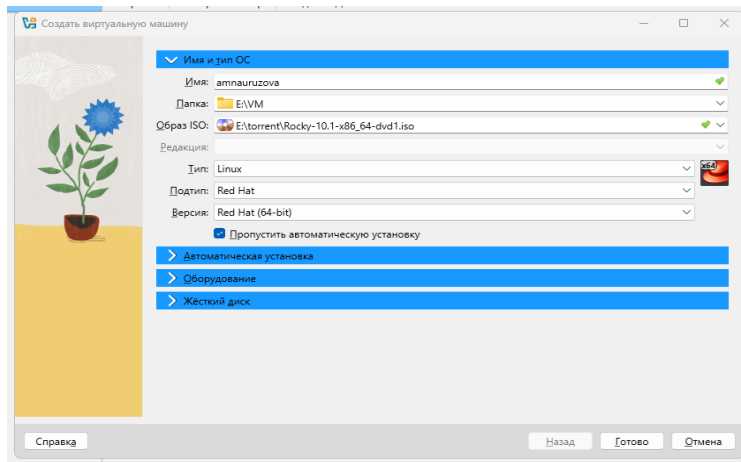 Создать виртуальную машину
Имя и тип ОС
Имя: amnauruzova
Папка: E:\VM
Образ ISO: E:\torrent\Rocky-10.1-x86_64-dvd1.iso
Редакция:
Тип: Linux
x64
Подтип: Red Hat
Версия: Red Hat (64-bit)
Пропустить автоматическую установку
Автоматическая установка
Оборудование
Жёсткий диск
Справка Назад Готово Отмена